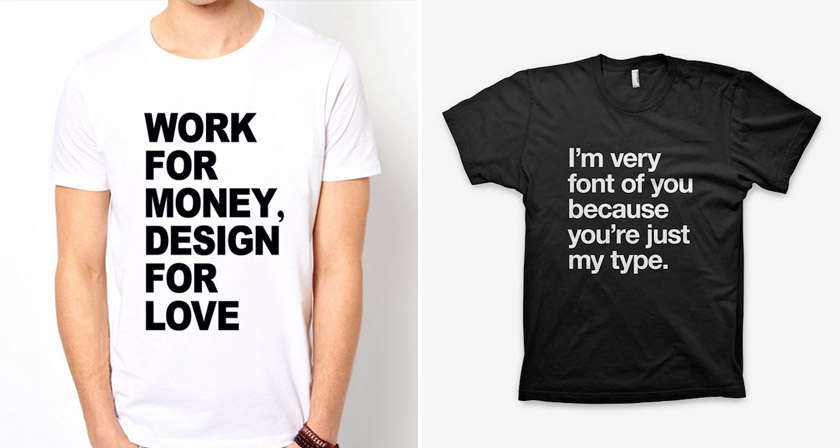 WORK
FOR
MONEY,
DESIGN
FOR
LOVE
I'm very
font of you
because
you're just
my type.